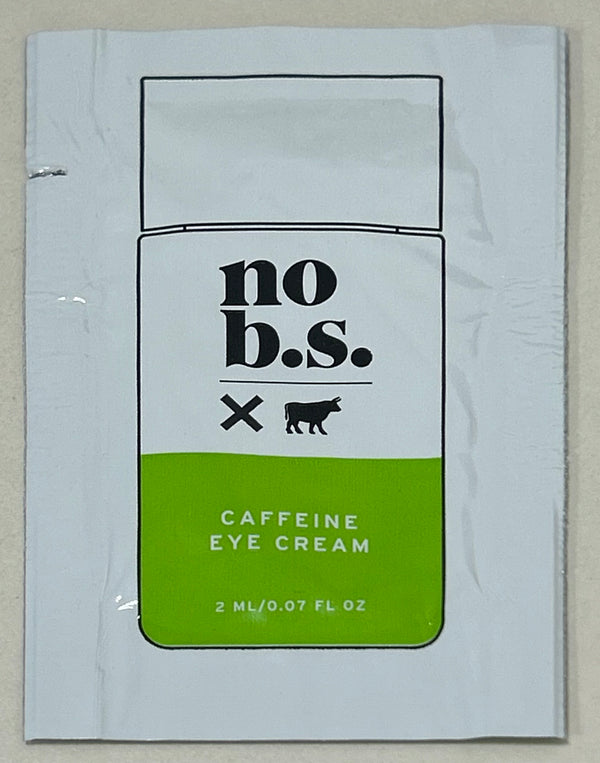 no
b.s.
CAFFEINE
EYE CREAM
2 ML/0.07 FL OZ